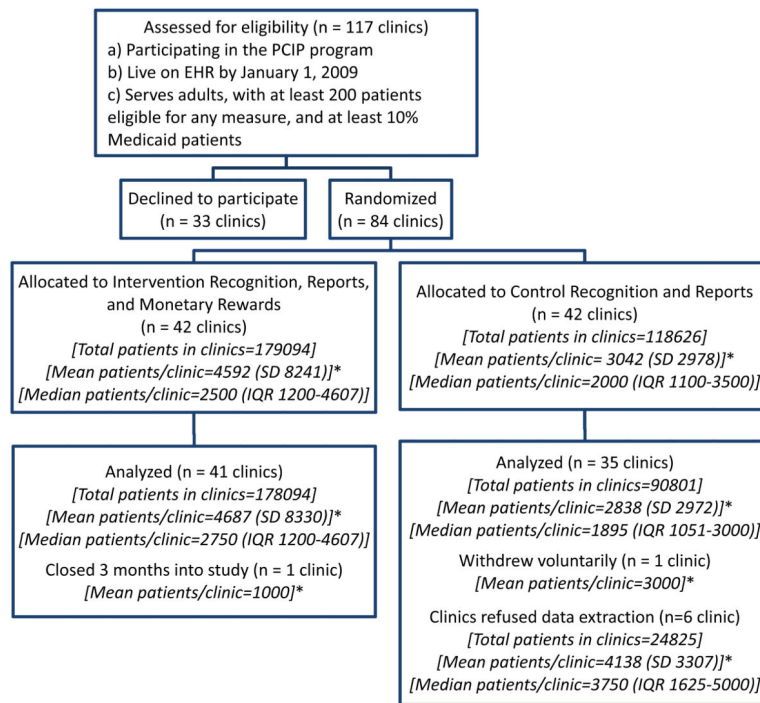 Assessed for eligibility (n = 117 clinics)
a) Participating in the PCIP program
b) Live on EHR by January 1, 2009
c) Serves adults, with at least 200 patients
eligible for any measure, and at least 10%
Medicaid patients
Declined to participate
(n = 33 clinics)
Randomized
(n = 84 clinics)
Allocated to Intervention Recognition, Reports,
and Monetary Rewards
(n = 42 clinics)
[Total patients in clinics=179094]
[Mean patients/clinic=4592 (SD 8241)]*
[Median patients/clinic=2500 (IQR 1200-4607)]
Allocated to Control Recognition and Reports
(n = 42 clinics)
[Total patients in clinics=118626]
[Mean patients/clinic= 3042 (SD 2978)]*
[Median patients/clinic=2000 (IQR 1100-3500)]
Analyzed (n = 41 clinics)
[Total patients in clinics=178094]
[Mean patients/clinic=4687 (SD 8330)]*
[Median patients/clinic=2750 (IQR 1200-4607)]
Closed 3 months into study (n = 1 clinic)
[Mean patients/clinic=1000]*
Analyzed (n = 35 clinics)
[Total patients in clinics=90801]
[Mean patients/clinic=2838 (SD 2972)]*
[Median patients/clinic=1895 (IQR 1051-3000)]
Withdrew voluntarily (n = 1 clinic)
[Mean patients/clinic=3000]*
Clinics refused data extraction (n=6 clinic)
[Total patients in clinics=24825]
[Mean patients/clinic=4138 (SD 3307)]*
[Median patients/clinic=3750 (IQR 1625-5000)]